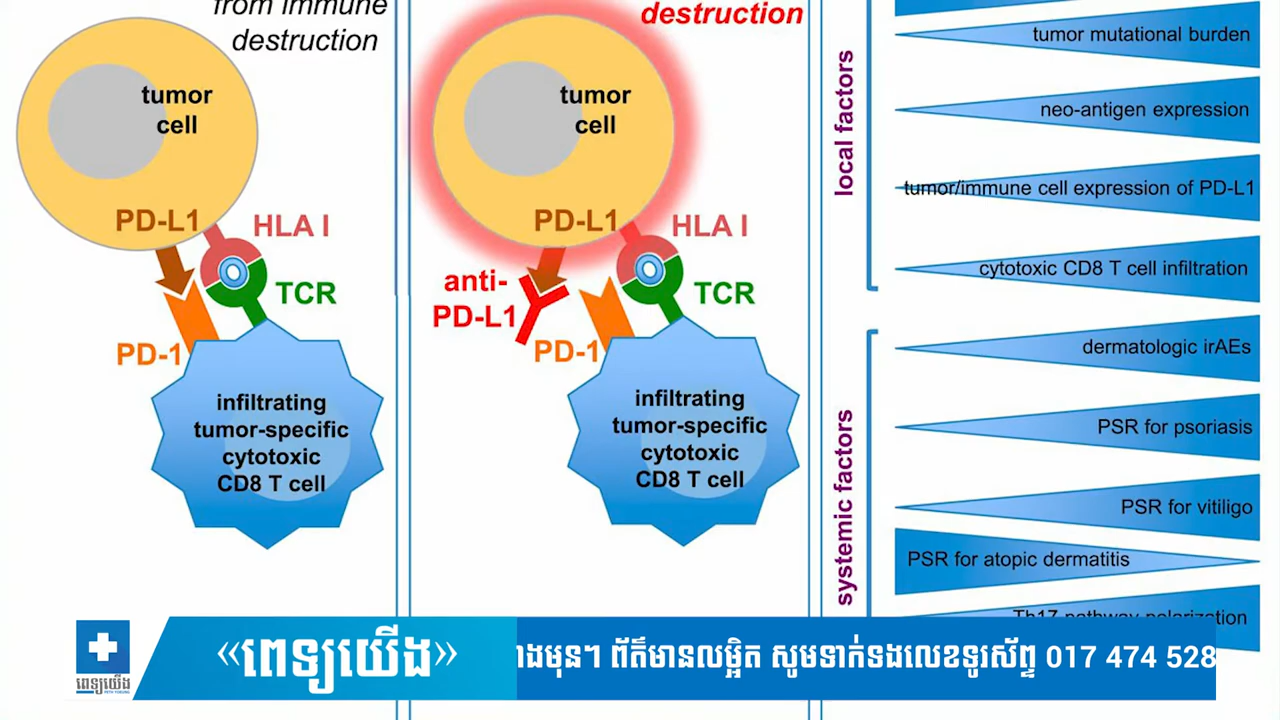 from immune
destruction
tumor
cell
PD-L1
HLA I
TCR
PD-1
infiltrating
tumor-specific
cytotoxic
CD8 T cell
destruction
tumor
cell
PD-L1
HLA I
anti-
PD-L1
TCR
PD-1
infiltrating
tumor-specific
cytotoxic
CD8 T cell
local factors
tumor mutational burden
neo-antigen expression
tumor/immune cell expression of PD-L1
cytotoxic CD8 T cell infiltration
systemic factors
dermatologic irAEs
PSR for psoriasis
PSR for vitiligo
PSR for atopic dermatitis
Th17 pathway polarization
ពេទ្យយើង
«ពេទ្យយើង»
ាងមុន។ ព័ត៌មានលម្អិត សូមទាក់ទងលេខទូរស័ព្ទ 017 474 528